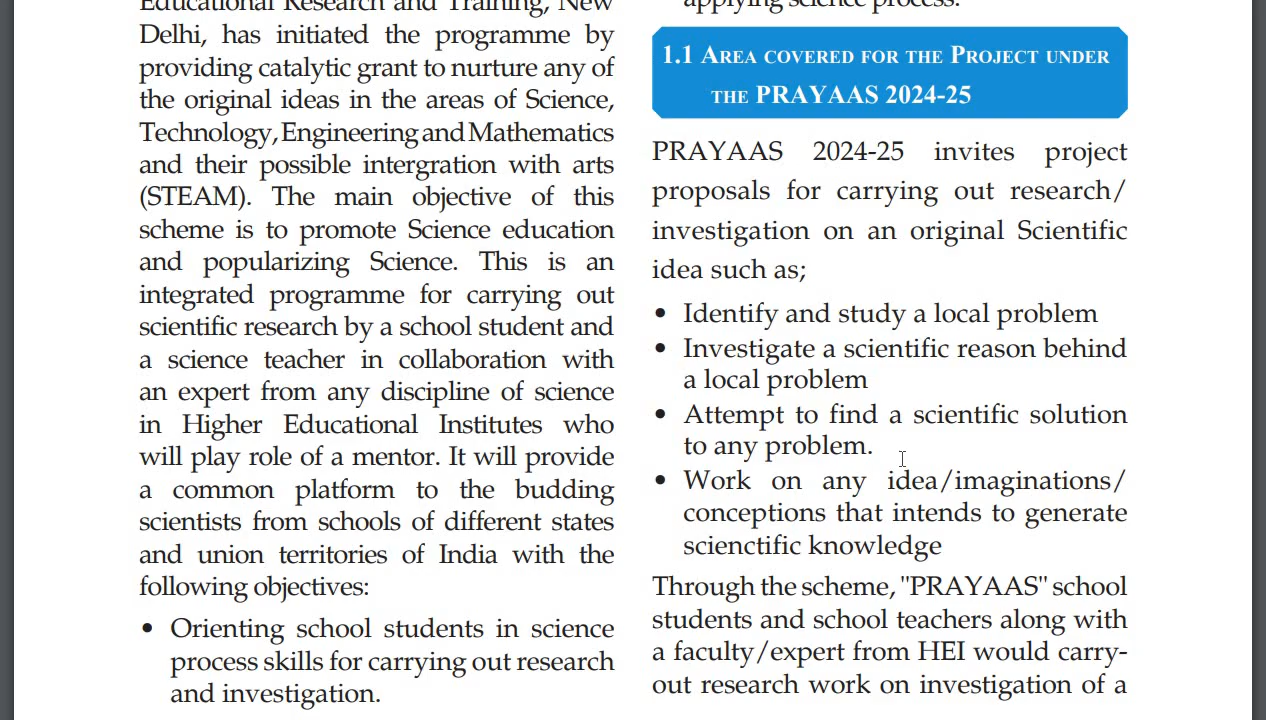 Educational Research and Training, New
Delhi, has initiated the programme by
providing catalytic grant to nurture any of
the original ideas in the areas of Science,
Technology, Engineering and Mathematics
and their possible intergration with arts
(STEAM). The main objective of this
scheme is to promote Science education
and popularizing Science. This is an
integrated programme for carrying out
scientific research by a school student and
a science teacher in collaboration with
an expert from any discipline of science
in Higher Educational Institutes who
will play role of a mentor. It will provide
a common platform to the budding
scientists from schools of different states
and union territories of India with the
following objectives:
• Orienting school students in science
process skills for carrying out research
and investigation.
applying science process.
1.1 Area covered for the Project under
the PRAYAAS 2024-25
PRAYAAS 2024-25 invites project
proposals for carrying out research/
investigation on an original Scientific
idea such as;
• Identify and study a local problem
• Investigate a scientific reason behind
a local problem
• Attempt to find a scientific solution
to any problem.
• Work on any idea/imaginations/
conceptions that intends to generate
scienctific knowledge
Through the scheme, "PRAYAAS" school
students and school teachers along with
a faculty/expert from HEI would carry-
out research work on investigation of a